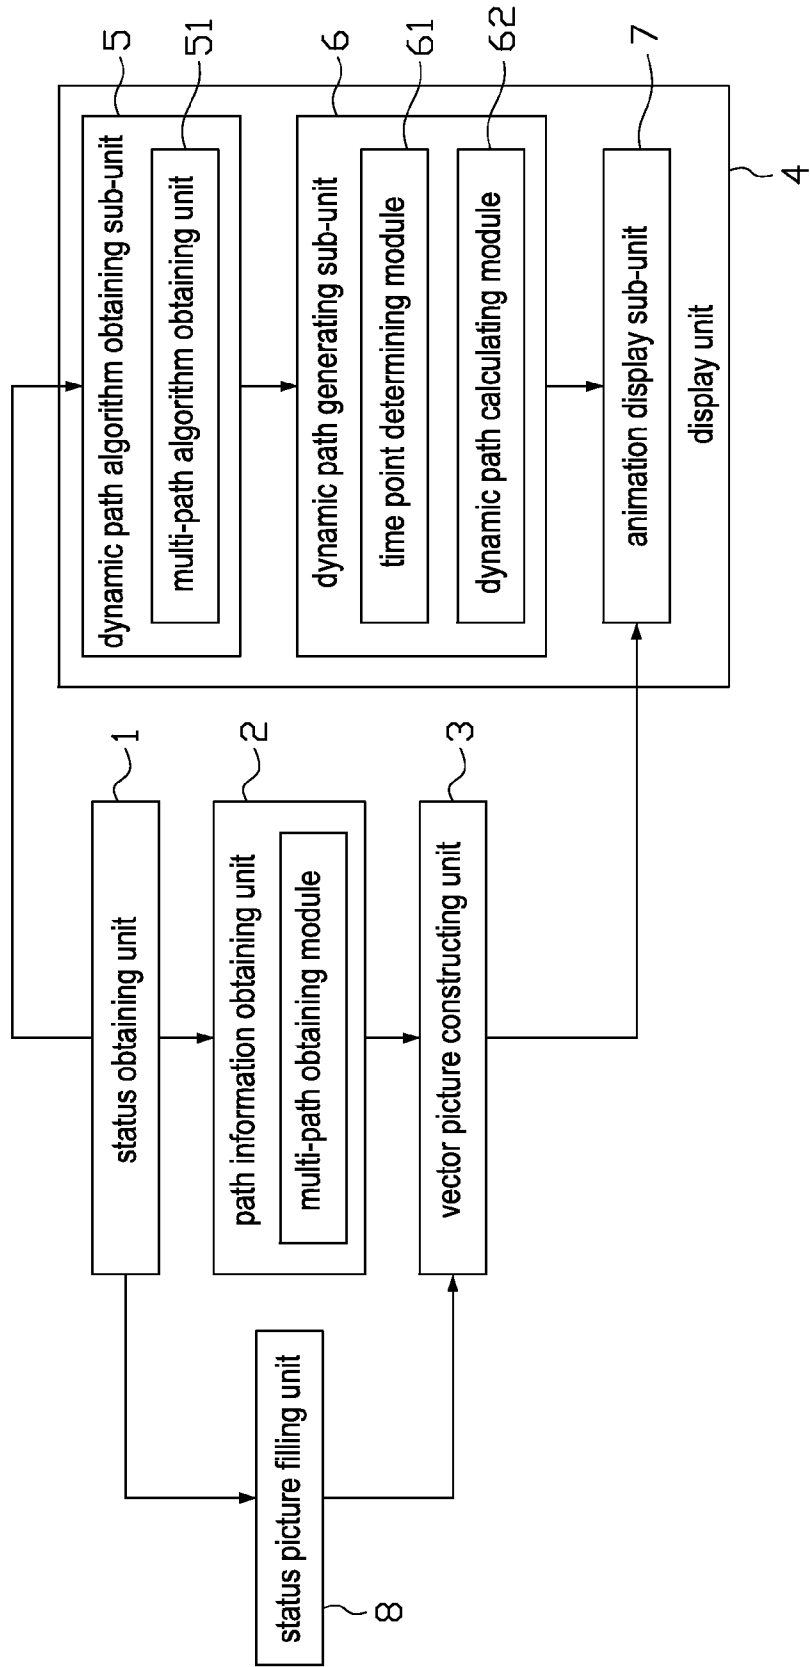 status picture filling unit
8
status obtaining unit
1
path information obtaining unit
2
multi-path obtaining module
vector picture constructing unit
3
dynamic path algorithm obtaining sub-unit
5
multi-path algorithm obtaining unit
51
dynamic path generating sub-unit
6
time point determining module
61
dynamic path calculating module
62
animation display sub-unit
7
display unit
4